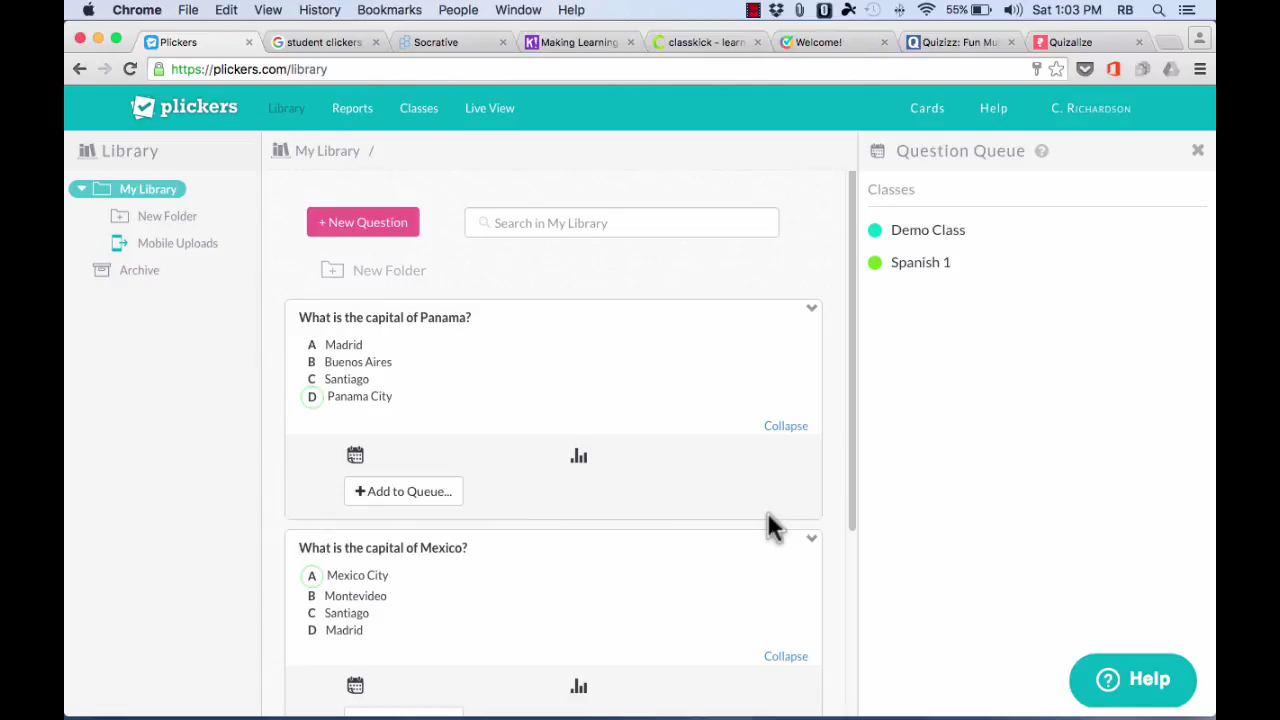 Chrome File Edit View History Bookmarks People Window Help 55% Sat 1:03 PM RB
Plickers student clickers Socrative Making Learning classkick - learn Welcome! Quizizz: Fun Mu Quizalize
https://plickers.com/library
plickers Library Reports Classes Live View Cards Help C. RICHARDSON
Library
My Library
New Folder
Mobile Uploads
Archive
My Library /
+ New Question
Search in My Library
New Folder
What is the capital of Panama?
A Madrid
B Buenos Aires
C Santiago
D Panama City
Collapse
+Add to Queue...
What is the capital of Mexico?
A Mexico City
B Montevideo
C Santiago
D Madrid
Collapse
Question Queue ?
Classes
Demo Class
Spanish 1
? Help